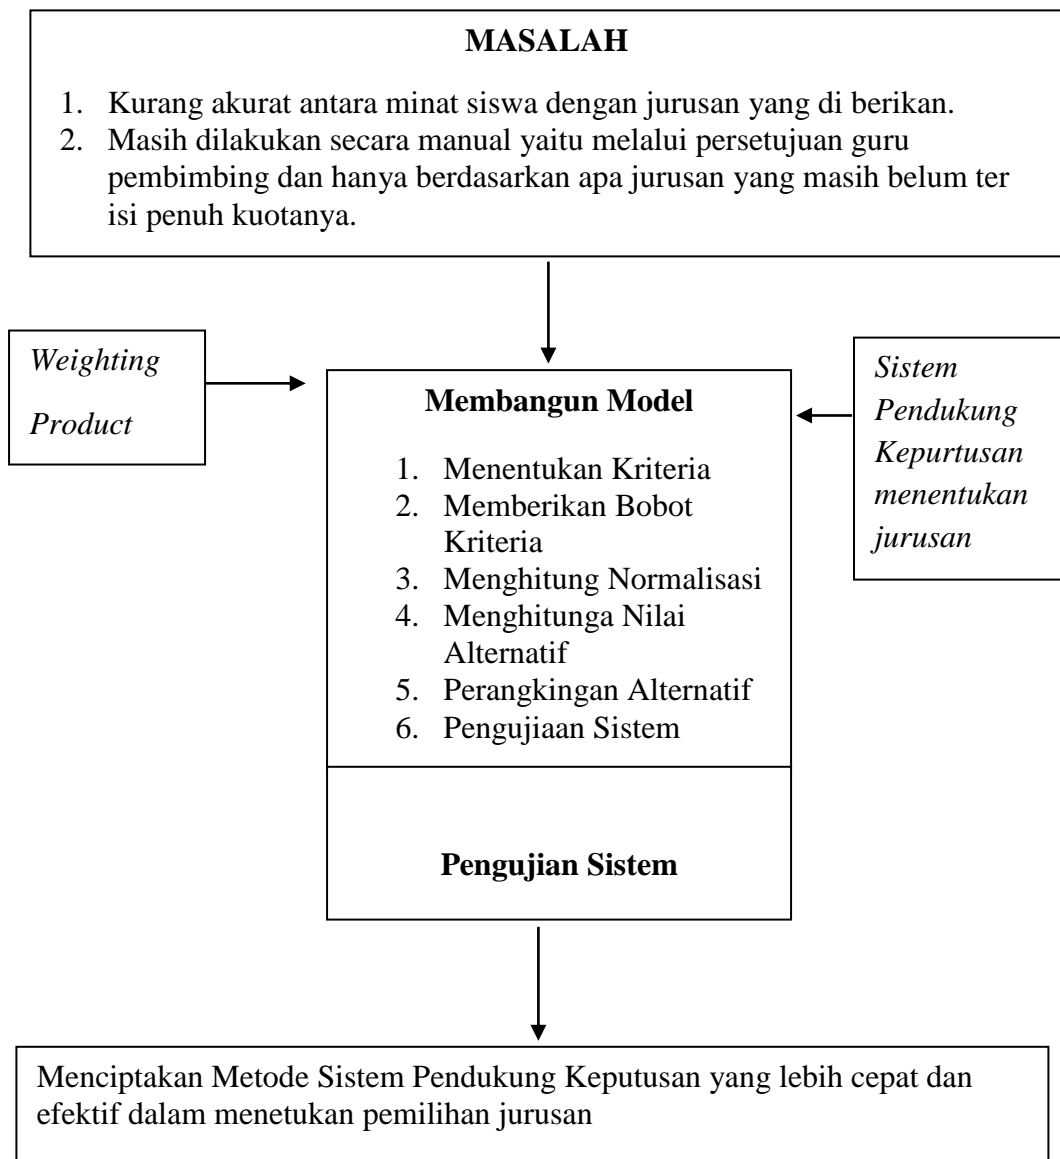 MASALAH
1. Kurang akurat antara minat siswa dengan jurusan yang di berikan.
2. Masih dilakukan secara manual yaitu melalui persetujuan guru
pembimbing dan hanya berdasarkan apa jurusan yang masih belum ter
isi penuh kuotanya.
Weighting
Product
Membangun Model
1. Menentukan Kriteria
2. Memberikan Bobot
Kriteria
3. Menghitung Normalisasi
4. Menghitunga Nilai
Alternatif
5. Perangkingan Alternatif
6. Pengujiaan Sistem
Sistem
Pendukung
Kepurtusan
menentukan
jurusan
Pengujian Sistem
Menciptakan Metode Sistem Pendukung Keputusan yang lebih cepat dan
efektif dalam menetukan pemilihan jurusan